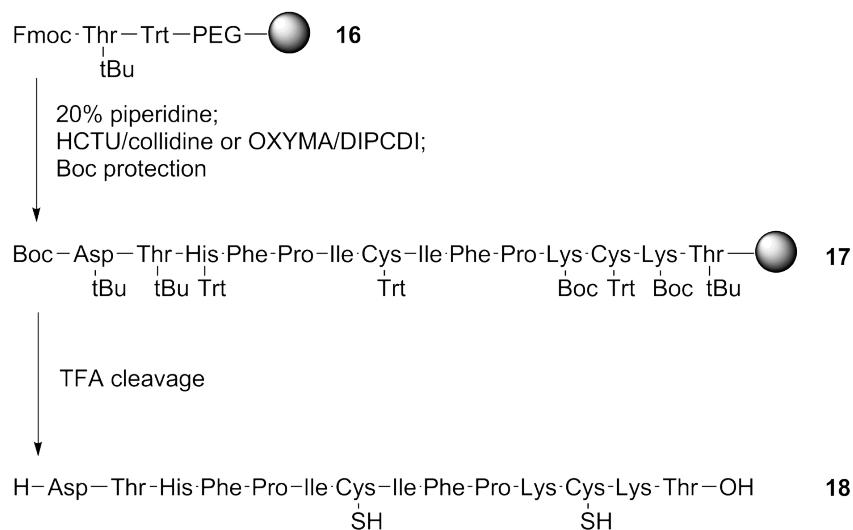 Fmoc-Thr-Trt-PEG- 16
tBu
20% piperidine;
HCTU/collidine or OXYMA/DIPCDI;
Boc protection
Boc-Asp-Thr-His-Phe-Pro-Ile-Cys-Ile-Phe-Pro-Lys-Cys-Lys-Thr- 17
tBu tBu Trt Trt Boc Trt Boc tBu
TFA cleavage
H-Asp-Thr-His-Phe-Pro-Ile-Cys-Ile-Phe-Pro-Lys-Cys-Lys-Thr-OH 18
SH SH